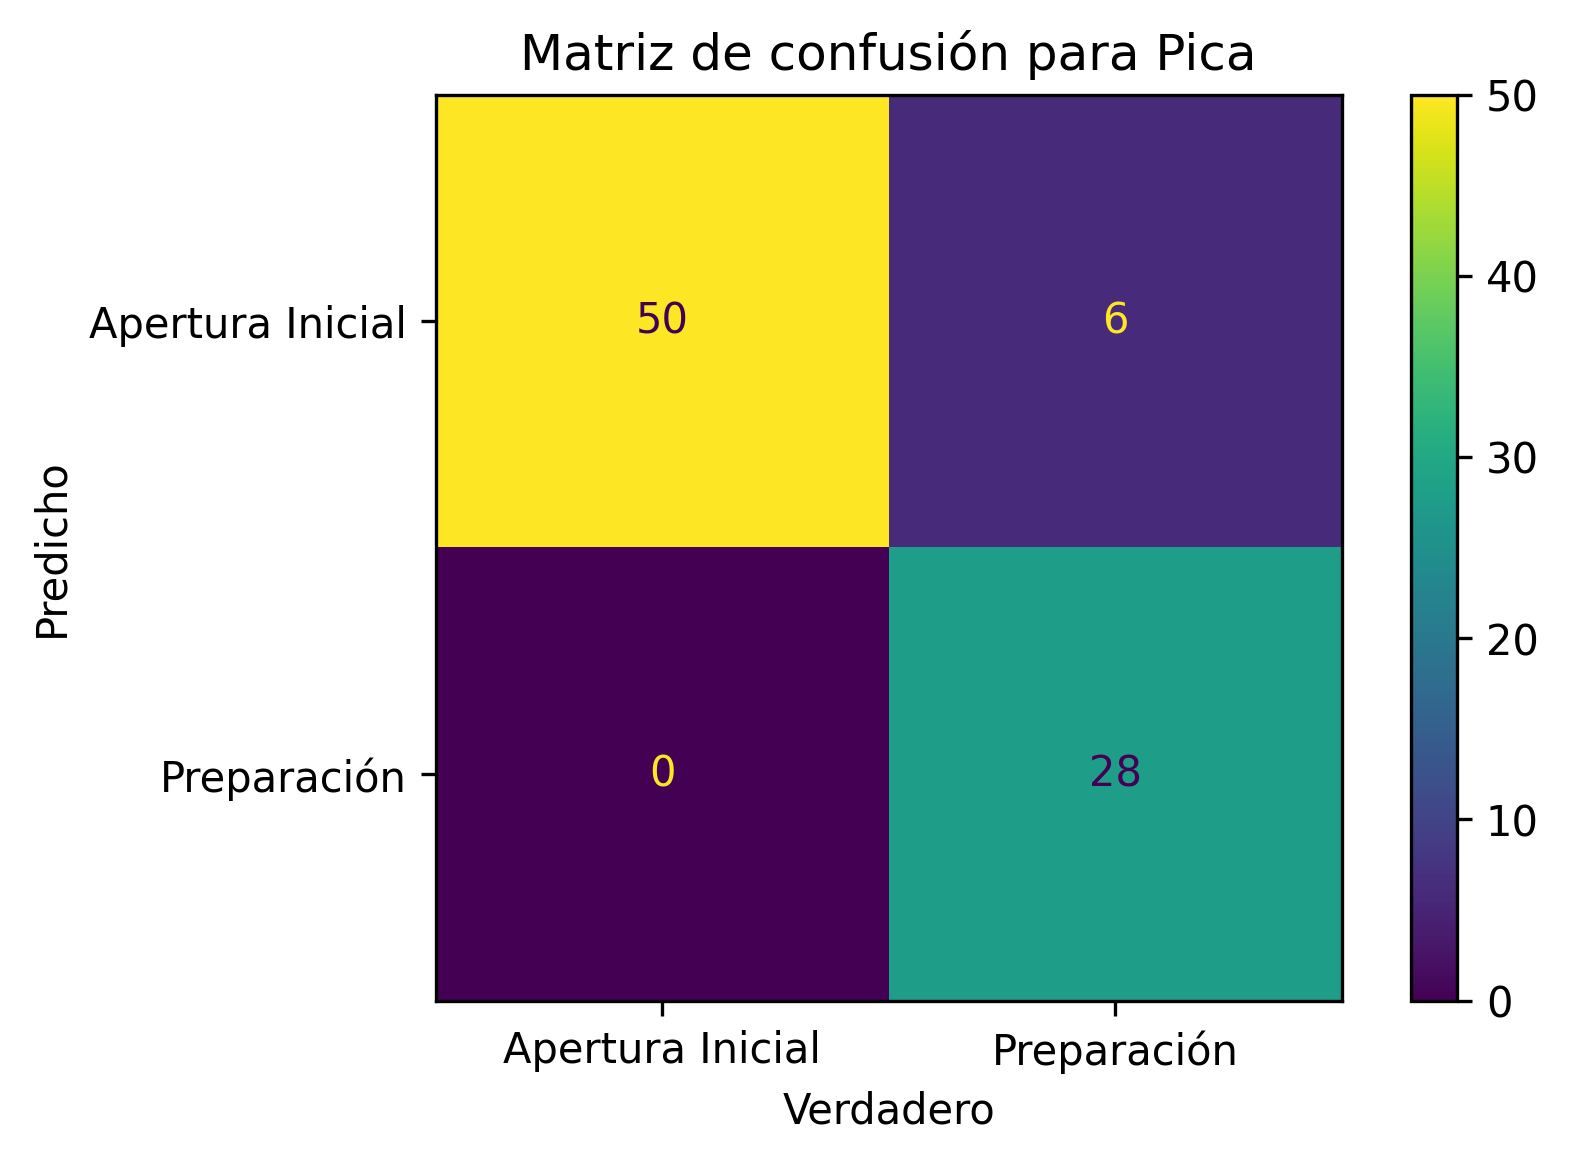 Matriz de confusión para Pica
Predicho
Apertura Inicial
Preparación
50
6
0
28
Apertura Inicial
Preparación
Verdadero
50
40
30
20
10
0